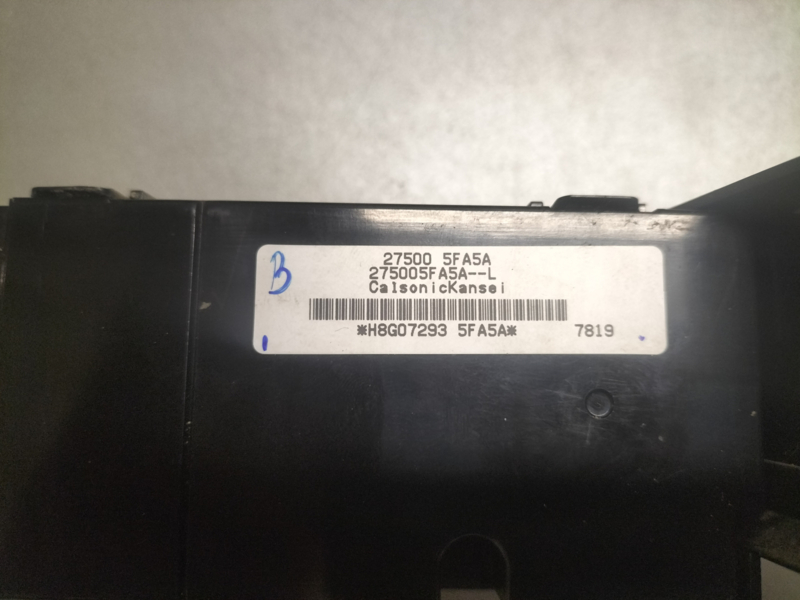 B
27500 5FA5A
275005FA5A--L
CalsonicKansei
*H8G07293 5FA5A* 7819